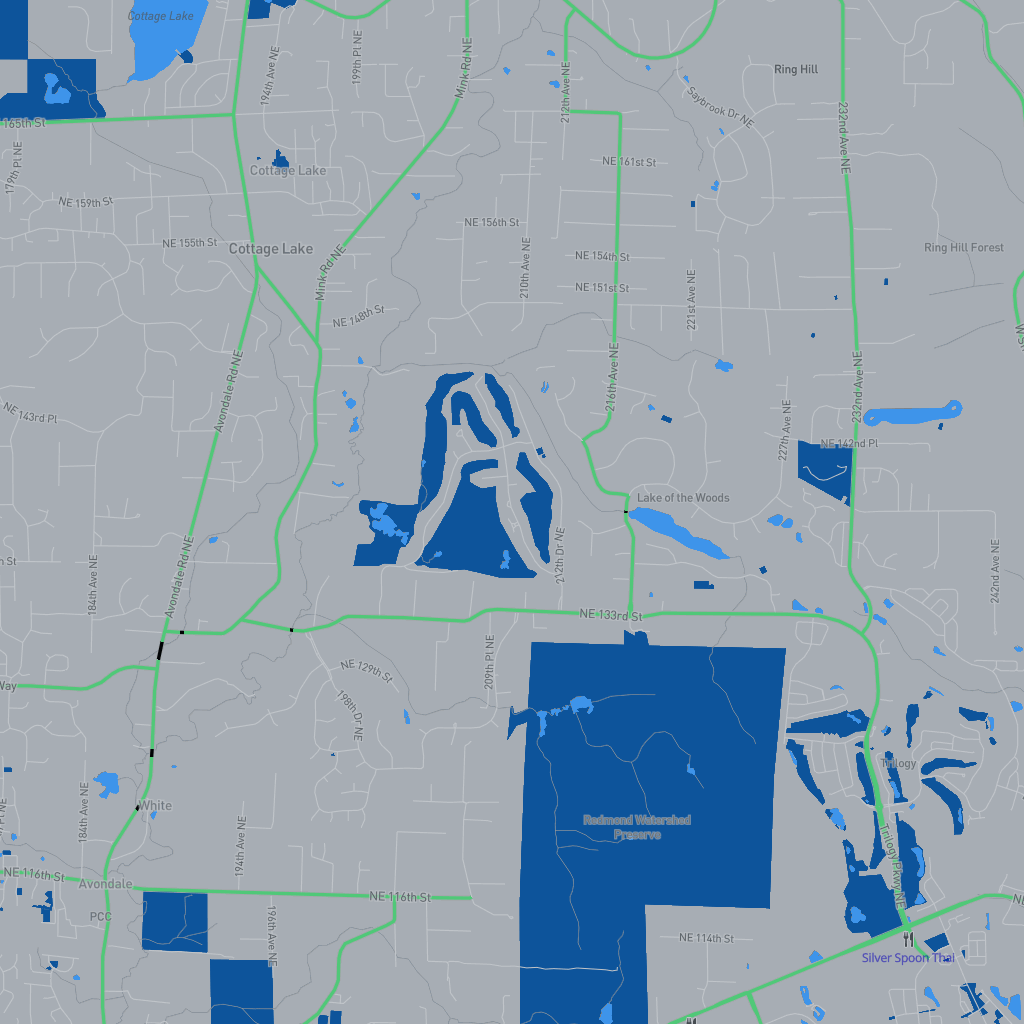 Cottage Lake
194th Ave NE
199th Pl NE
Mink Rd NE
212th Ave NE
Ring Hill
Saybrook Dr NE
232nd Ave NE
165th St
179th Pl NE
Cottage Lake
NE 161st St
NE 159th St
NE 156th St
NE 155th St
Cottage Lake
Mink Rd NE
210th Ave NE
NE 154th St
NE 151st St
221st Ave NE
Ring Hill Forest
NE 148th St
Avondale Rd NE
216th Ave NE
232nd Ave NE
NE 143rd Pl
227th Ave NE
NE 142nd Pl
Lake of the Woods
St
184th Ave NE
Avondale Rd NE
212th Dr NE
242nd Ave NE
NE 133rd St
209th Pl NE
NE 129th St
198th Dr NE
Way
Trilogy
184th Ave NE
White
194th Ave NE
Redmond Watershed
Preserve
Trilogy Pkwy NE
NE 116th St
Avondale
NE 116th St
PCC
196th Ave NE
NE 114th St
Silver Spoon Thai